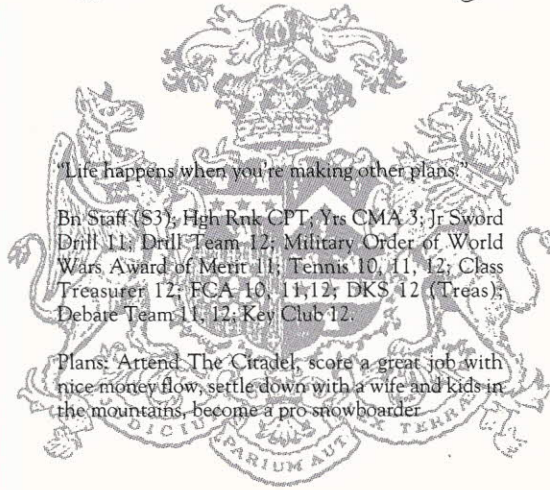 "Life happens when you're making other plans."
Bn Staff (S3); Hgh Rnk CPT; Yrs CMA 3; Jr Sword
Drill 11; Drill Team 12; Military Order of World
Wars Award of Merit 11; Tennis 10, 11, 12; Class
Treasurer 12; FCA 10, 11,12; DKS 12 (Treas);
Debate Team 11, 12; Key Club 12.
Plans: Attend The Citadel, score a great job with
nice money flow, settle down with a wife and kids in
the mountains, become a pro snowboarder
PARIUM AUT
TERRÆ